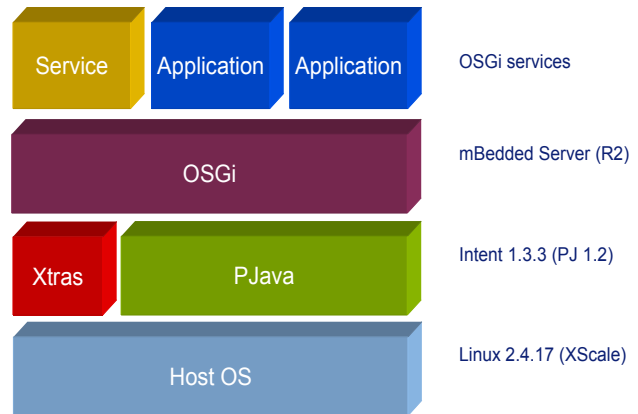 Service
Application
Application
OSGi services
OSGi
mBedded Server (R2)
Xtras
PJava
Intent 1.3.3 (PJ 1.2)
Host OS
Linux 2.4.17 (XScale)